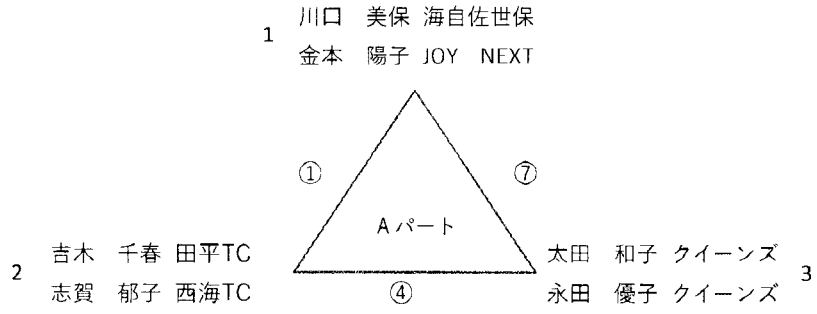 1 川口 美保 海自佐世保
金本 陽子 JOY NEXT
① ⑦
Aパート
2 吉木 千春 田平TC
志賀 郁子 西海TC
④
太田 和子 クイーンズ 3
永田 優子 クイーンズ